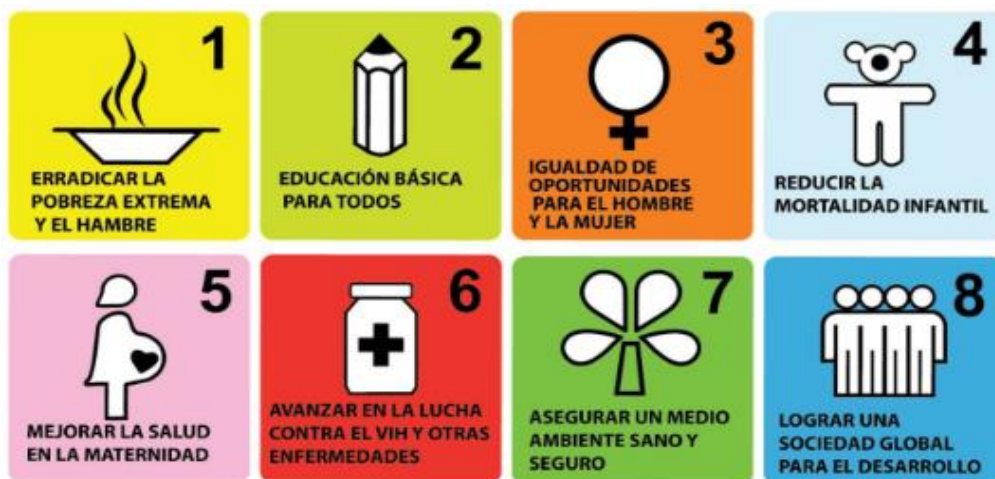 1
ERRADICAR LA
POBREZA EXTREMA
Y EL HAMBRE
2
EDUCACIÓN BÁSICA
PARA TODOS
3
IGUALDAD DE
OPORTUNIDADES
PARA EL HOMBRE
Y LA MUJER
4
REDUCIR LA
MORTALIDAD INFANTIL
5
MEJORAR LA SALUD
EN LA MATERNIDAD
6
AVANZAR EN LA LUCHA
CONTRA EL VIH Y OTRAS
ENFERMEDADES
7
ASEGURAR UN MEDIO
AMBIENTE SANO Y
SEGURO
8
LOGRAR UNA
SOCIEDAD GLOBAL
PARA EL DESARROLLO